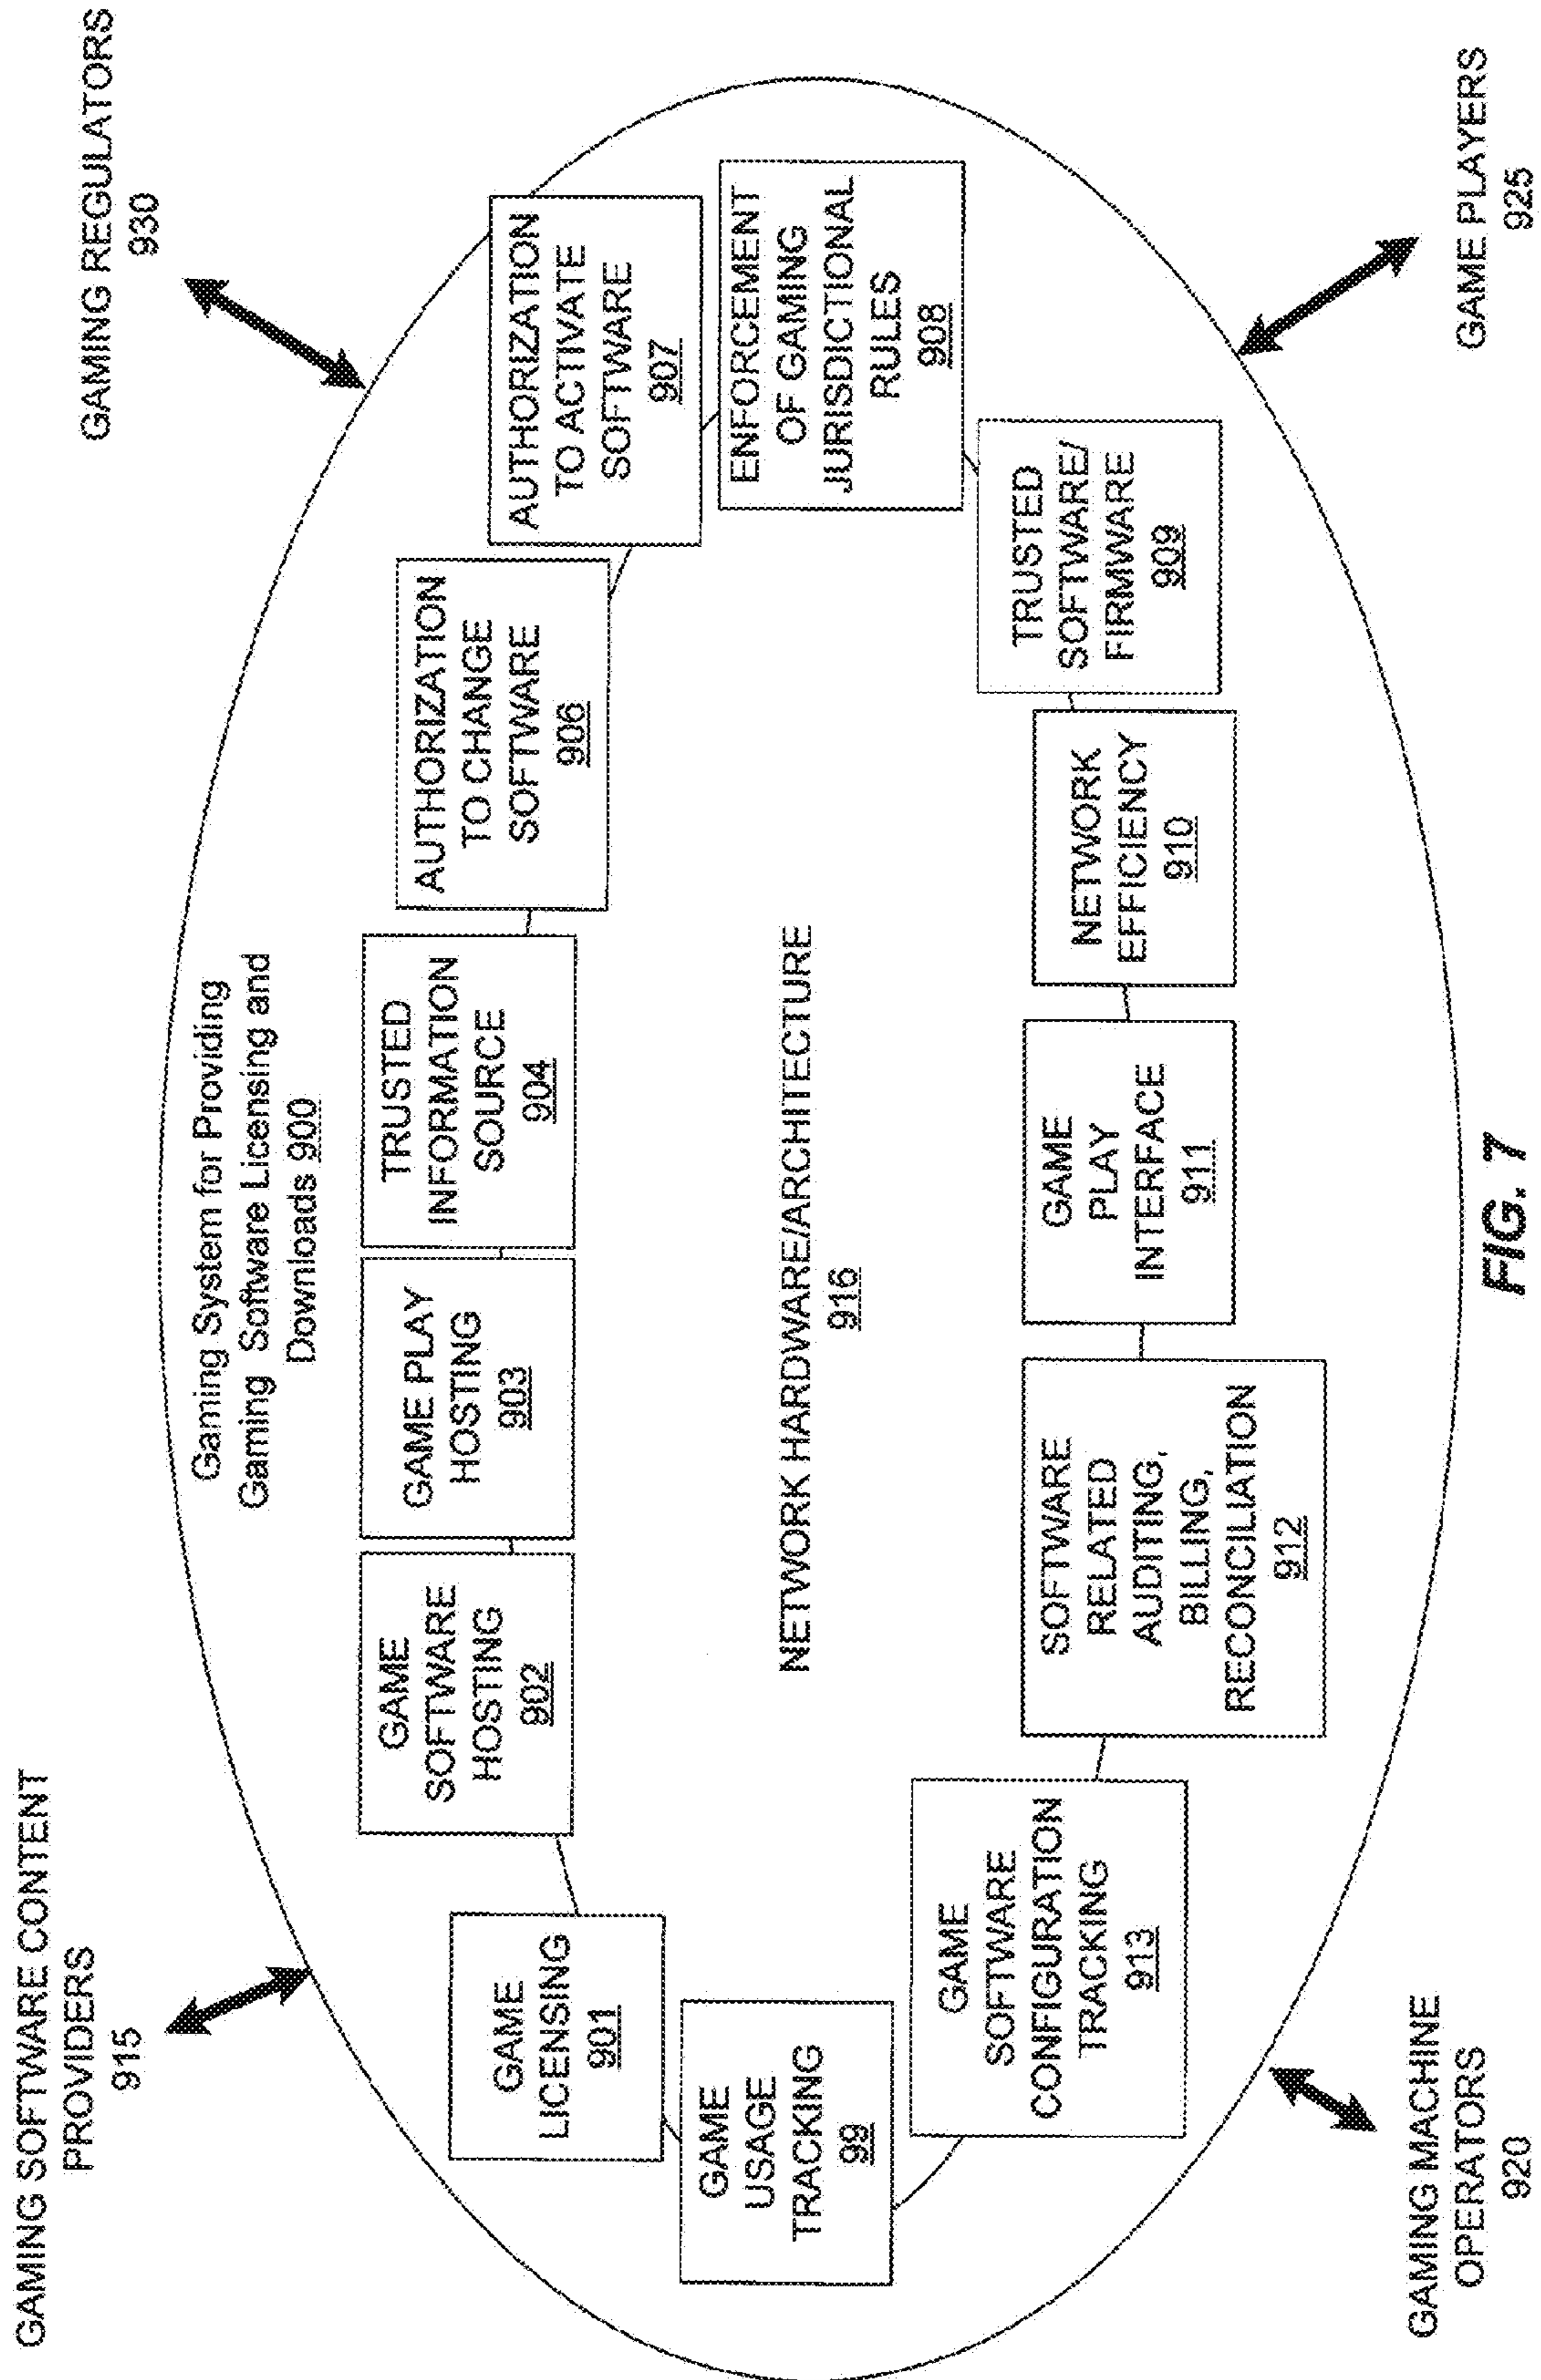 GAMING SOFTWARE CONTENT
PROVIDERS
915
GAMING REGULATORS
930
Gaming System for Providing
Gaming Software Licensing and
Downloads 900
GAME
LICENSING
901
GAME
SOFTWARE
HOSTING
902
GAME PLAY
HOSTING
903
TRUSTED
INFORMATION
SOURCE
904
AUTHORIZATION
TO CHANGE
SOFTWARE
906
AUTHORIZATION
TO ACTIVATE
SOFTWARE
907
ENFORCEMENT
OF GAMING
JURISDICTIONAL
RULES
908
TRUSTED
SOFTWARE/
FIRMWARE
909
NETWORK
EFFICIENCY
910
GAME
PLAY
INTERFACE
911
SOFTWARE
RELATED
AUDITING,
BILLING,
RECONCILIATION
912
GAME
SOFTWARE
CONFIGURATION
TRACKING
913
GAME
USAGE
TRACKING
99
NETWORK HARDWARE/ARCHITECTURE
916
GAMING MACHINE
OPERATORS
920
GAME PLAYERS
925
FIG. 7